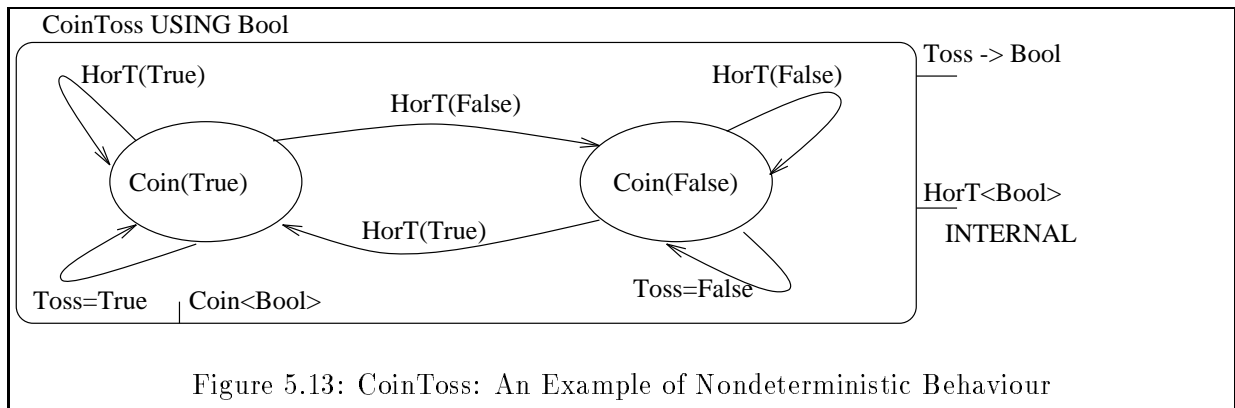 CoinToss USING Bool
Toss -> Bool
HorT(True)
HorT(False)
HorT(False)
Coin(True)
Coin(False)
HorT<Bool>
INTERNAL
HorT(True)
Toss=True
Coin<Bool>
Toss=False
Figure 5.13: CoinToss: An Example of Nondeterministic Behaviour